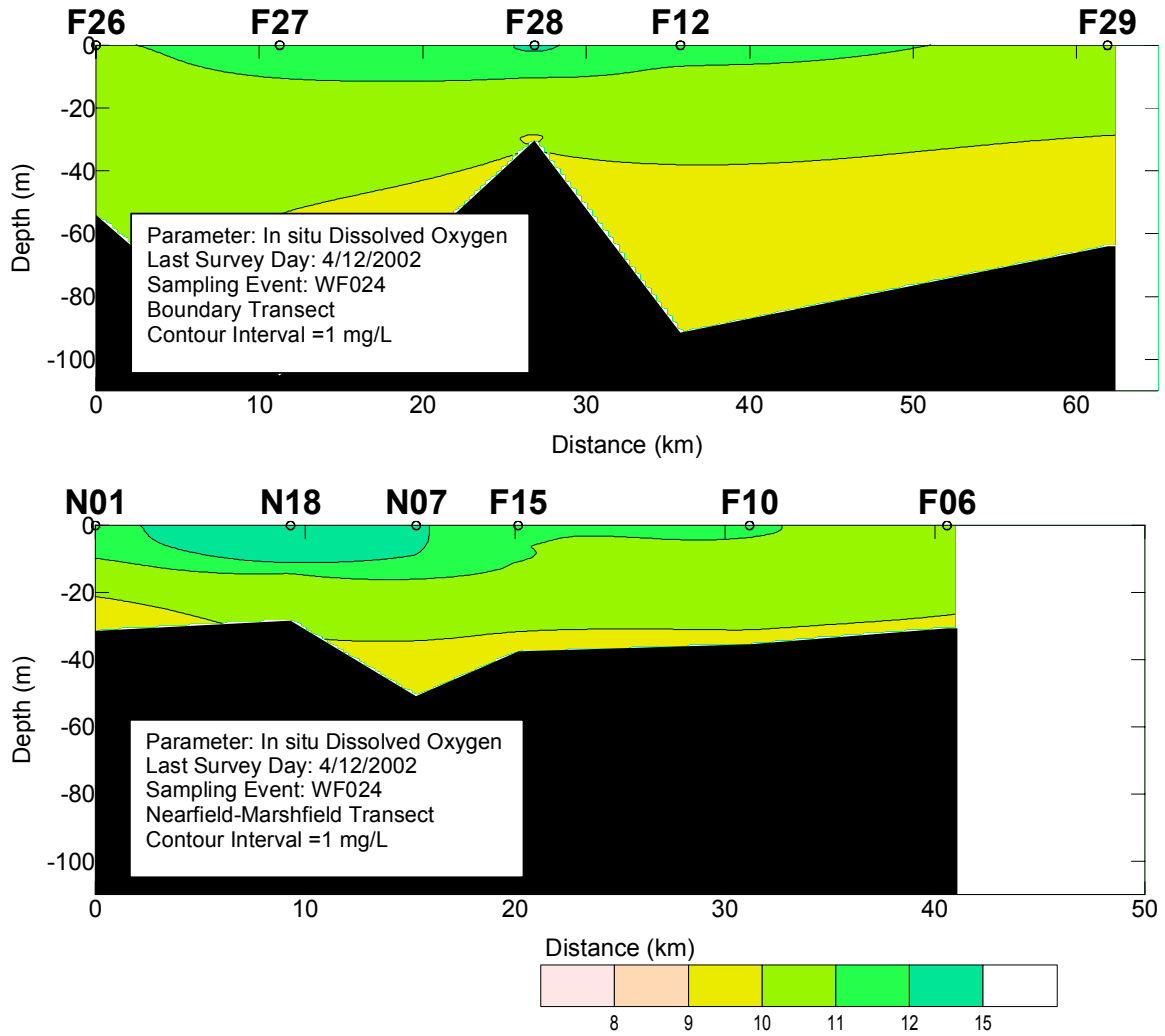 F26 F27 F28 F12 F29
0
-20
-40
-60
-80
-100
Depth (m)
Parameter: In situ Dissolved Oxygen
Last Survey Day: 4/12/2002
Sampling Event: WF024
Boundary Transect
Contour Interval =1 mg/L
0 10 20 30 40 50 60
Distance (km)
N01 N18 N07 F15 F10 F06
0
-20
-40
-60
-80
-100
Depth (m)
Parameter: In situ Dissolved Oxygen
Last Survey Day: 4/12/2002
Sampling Event: WF024
Nearfield-Marshfield Transect
Contour Interval =1 mg/L
0 10 20 30 40 50
Distance (km)
8 9 10 11 12 15